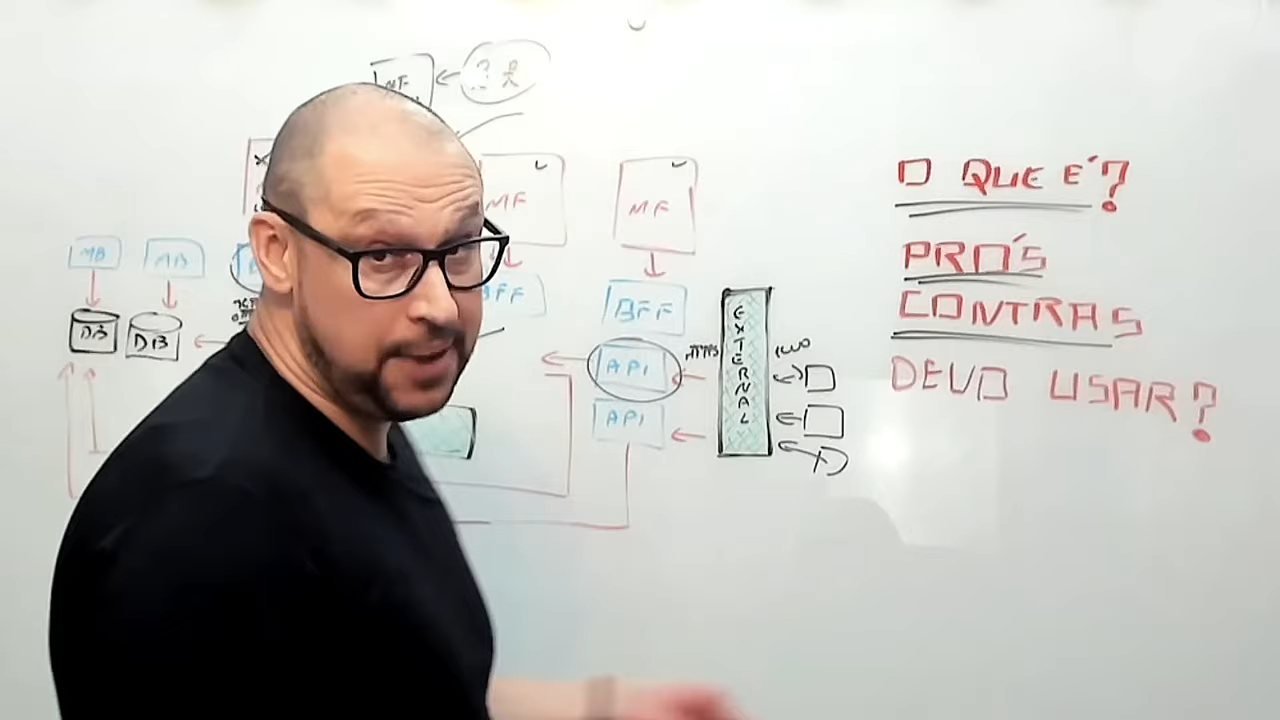 MF
MF
MF
O QUE É?
PRÓS
CONTRAS
DEVO USAR?
MB
MB
DB
DB
BFF
BFF
API
API
HTTPS
EXTERNAL